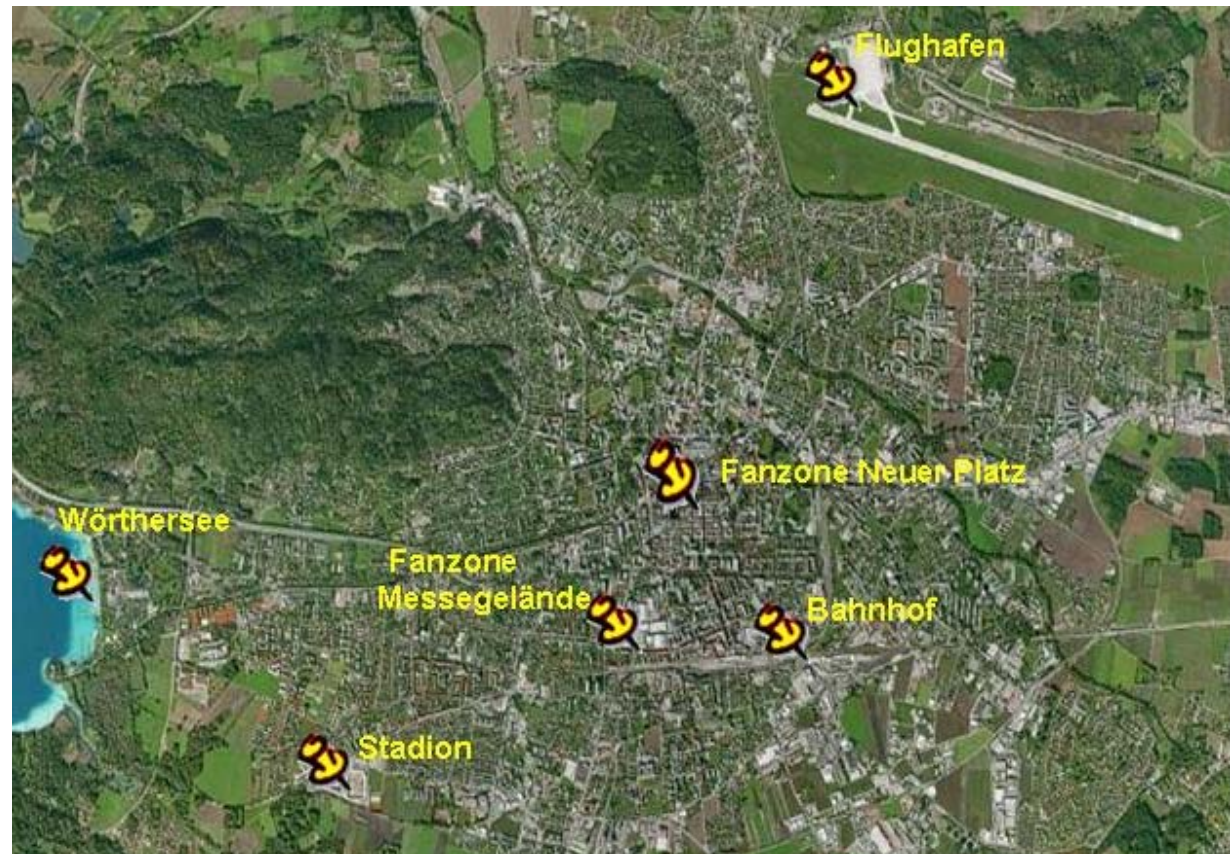 Flughafen
Fanzone Neuer Platz
Wörthersee
Fanzone
Messegelände
Bahnhof
Stadion